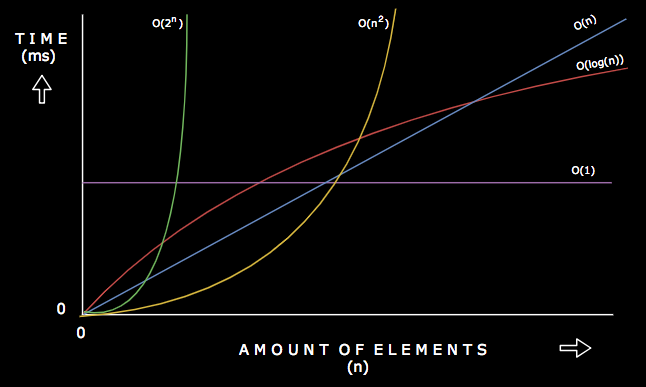 O(2ⁿ)
O(n²)
O(n)
TIME
(ms)
O(log(n))
O(1)
0
0
AMOUNT OF ELEMENTS
(n)